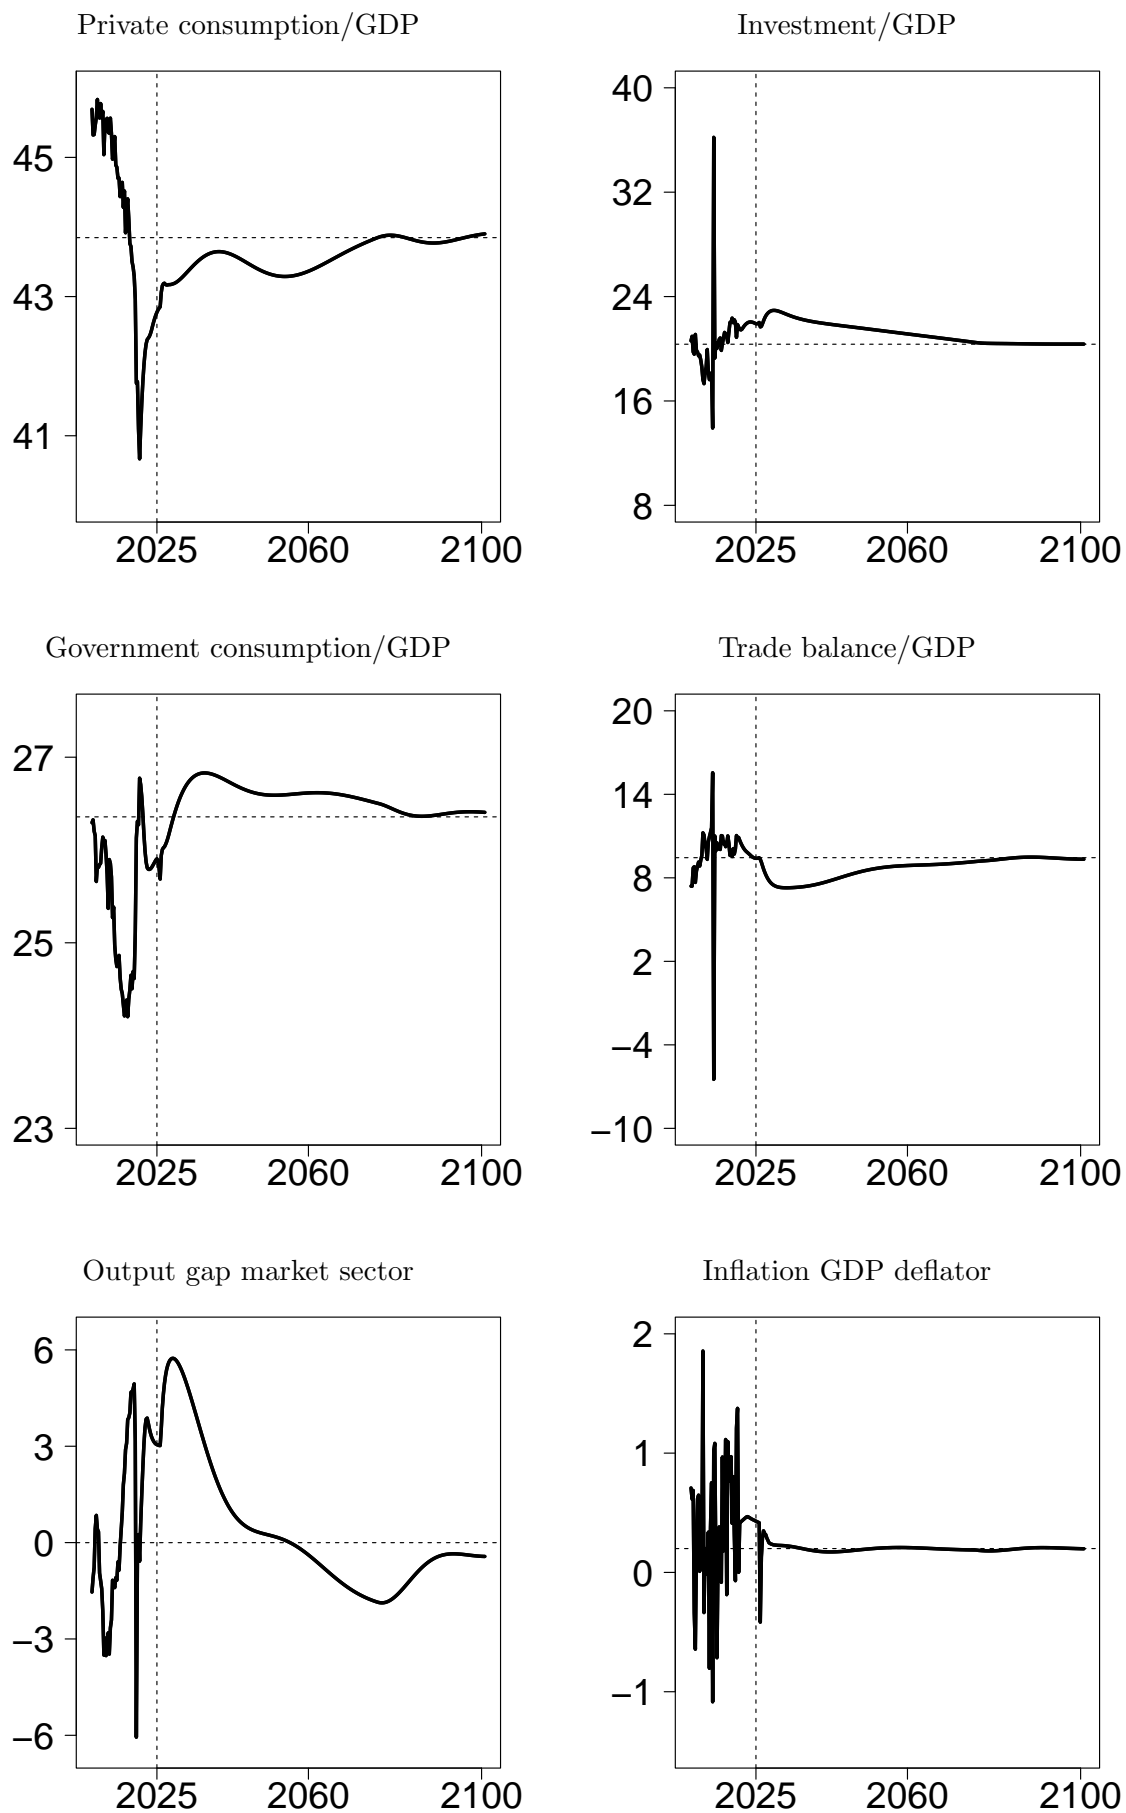 Private consumption/GDP
Investment/GDP
45
43
41
2025 2060 2100
40
32
24
16
8
2025 2060 2100
Government consumption/GDP
Trade balance/GDP
27
25
23
2025 2060 2100
20
14
8
2
−4
−10
2025 2060 2100
Output gap market sector
Inflation GDP deflator
6
3
0
−3
−6
2025 2060 2100
2
1
0
−1
2025 2060 2100